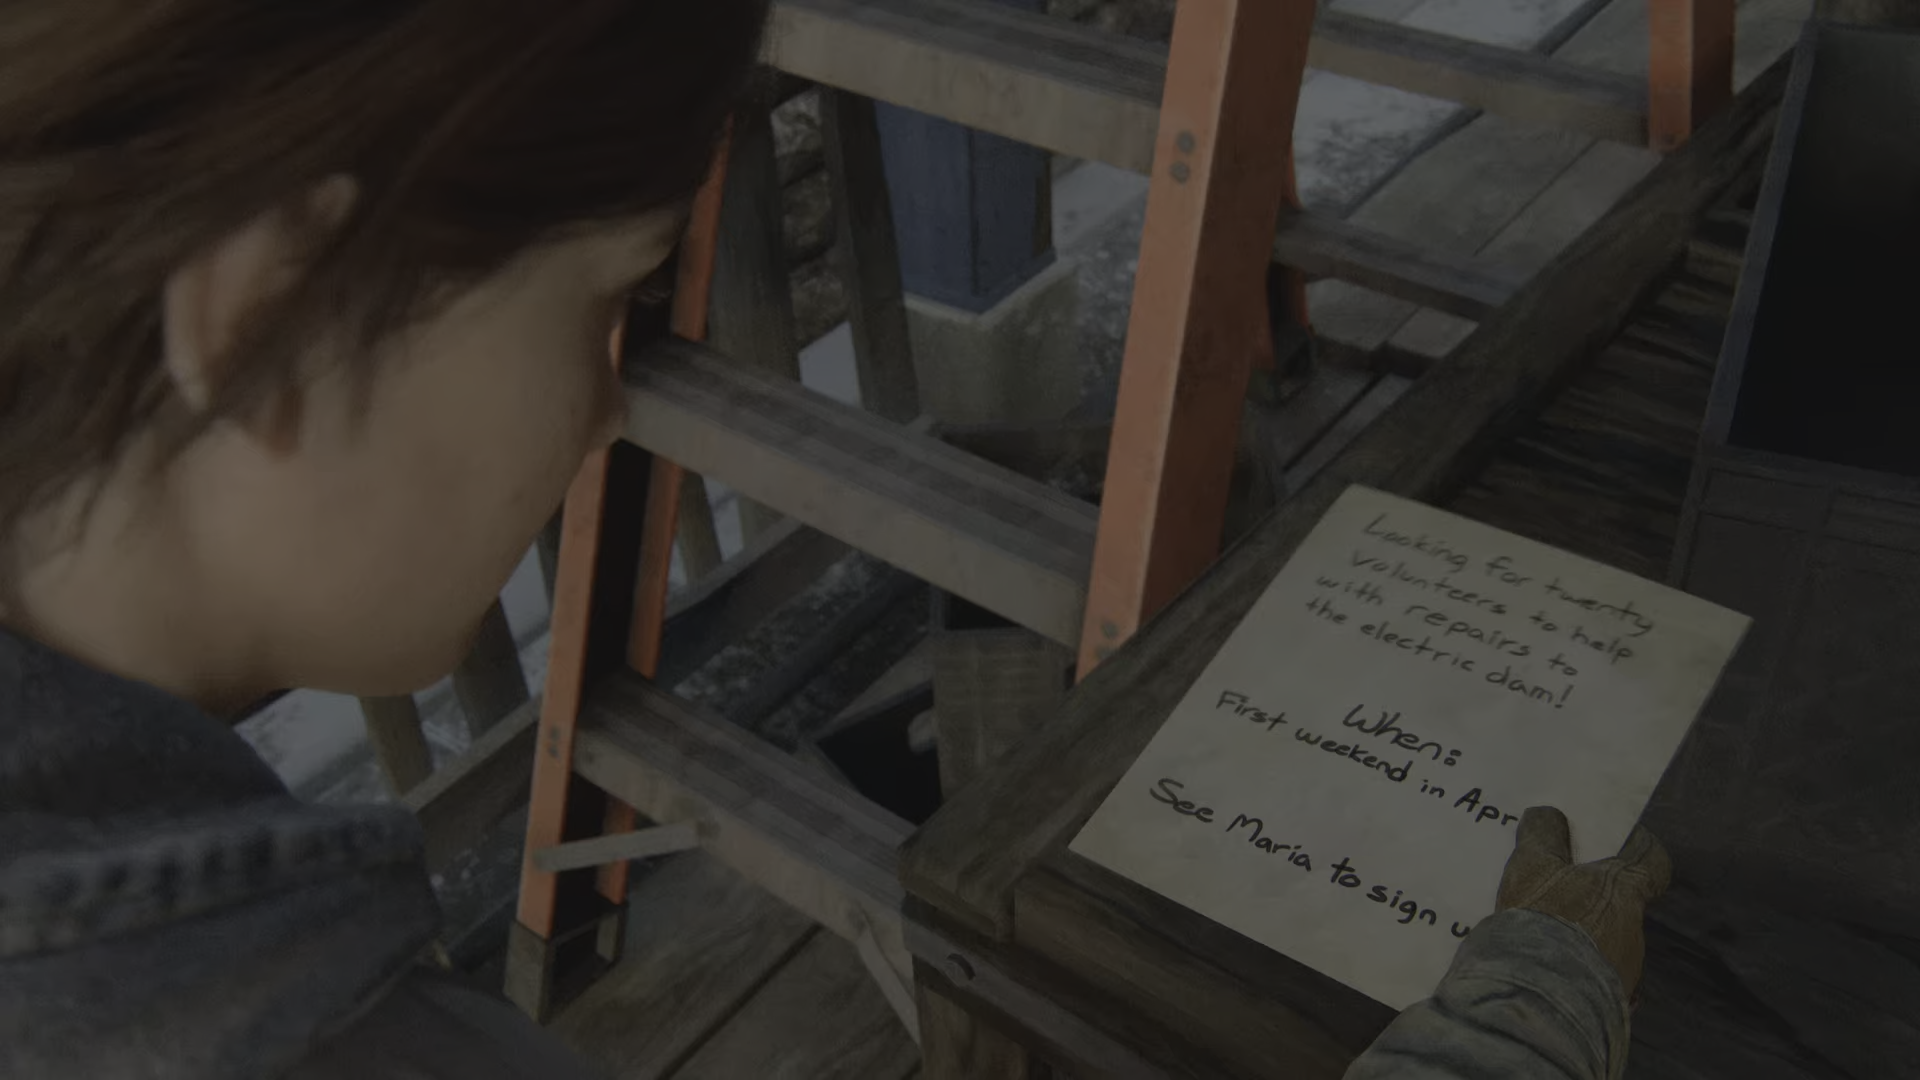 Looking for twenty
volunteers to help
with repairs to
the electric dam!
When:
First weekend in Apr
See Maria to sign u